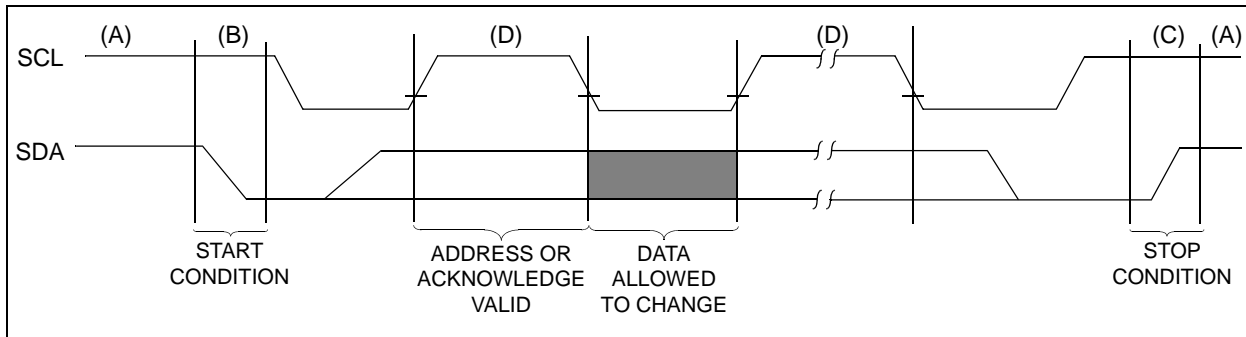 (A) (B) (D) (D) (C) (A)
SCL
SDA
START
CONDITION
ADDRESS OR
ACKNOWLEDGE
VALID
DATA
ALLOWED
TO CHANGE
STOP
CONDITION